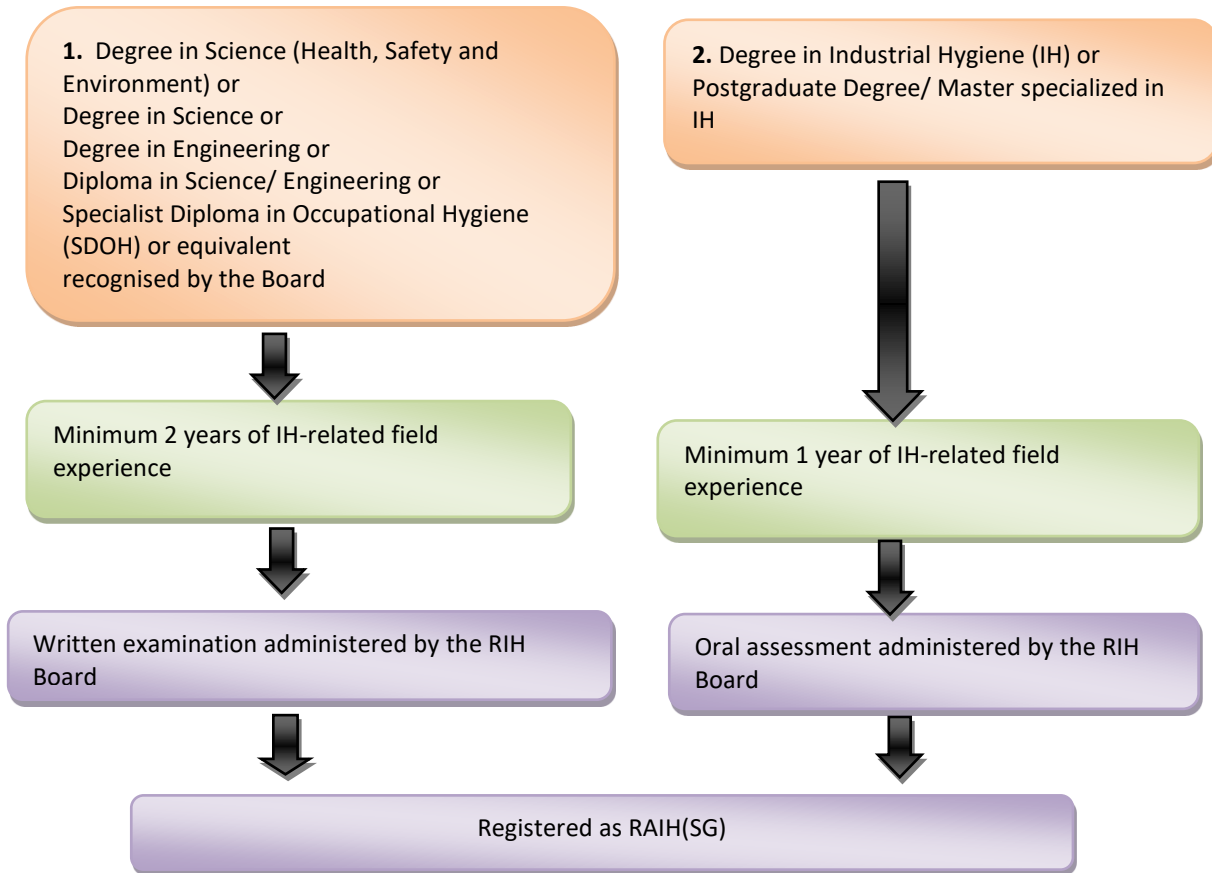 1. Degree in Science (Health, Safety and
Environment) or
Degree in Science or
Degree in Engineering or
Diploma in Science/ Engineering or
Specialist Diploma in Occupational Hygiene
(SDOH) or equivalent
recognised by the Board
2. Degree in Industrial Hygiene (IH) or
Postgraduate Degree/ Master specialized in
IH
Minimum 2 years of IH-related field
experience
Minimum 1 year of IH-related field
experience
Written examination administered by the RIH
Board
Oral assessment administered by the RIH
Board
Registered as RAIH(SG)